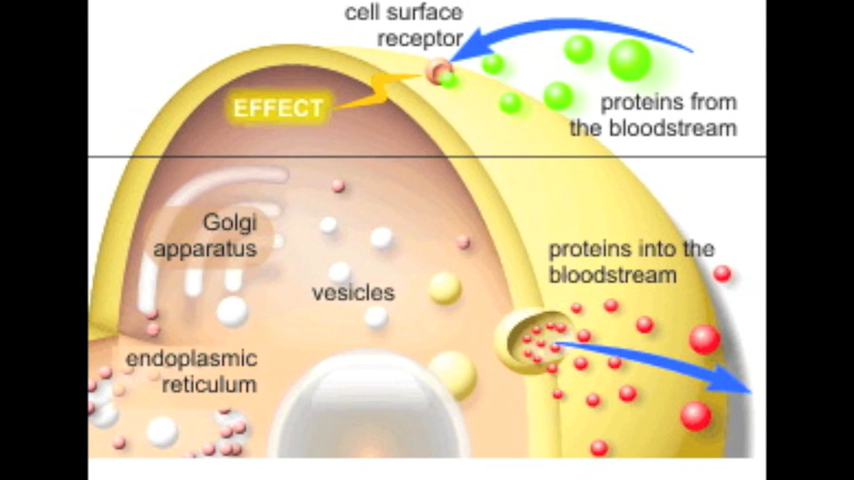 cell surface
receptor
EFFECT
proteins from
the bloodstream
Golgi
apparatus
proteins into the
bloodstream
vesicles
endoplasmic
reticulum